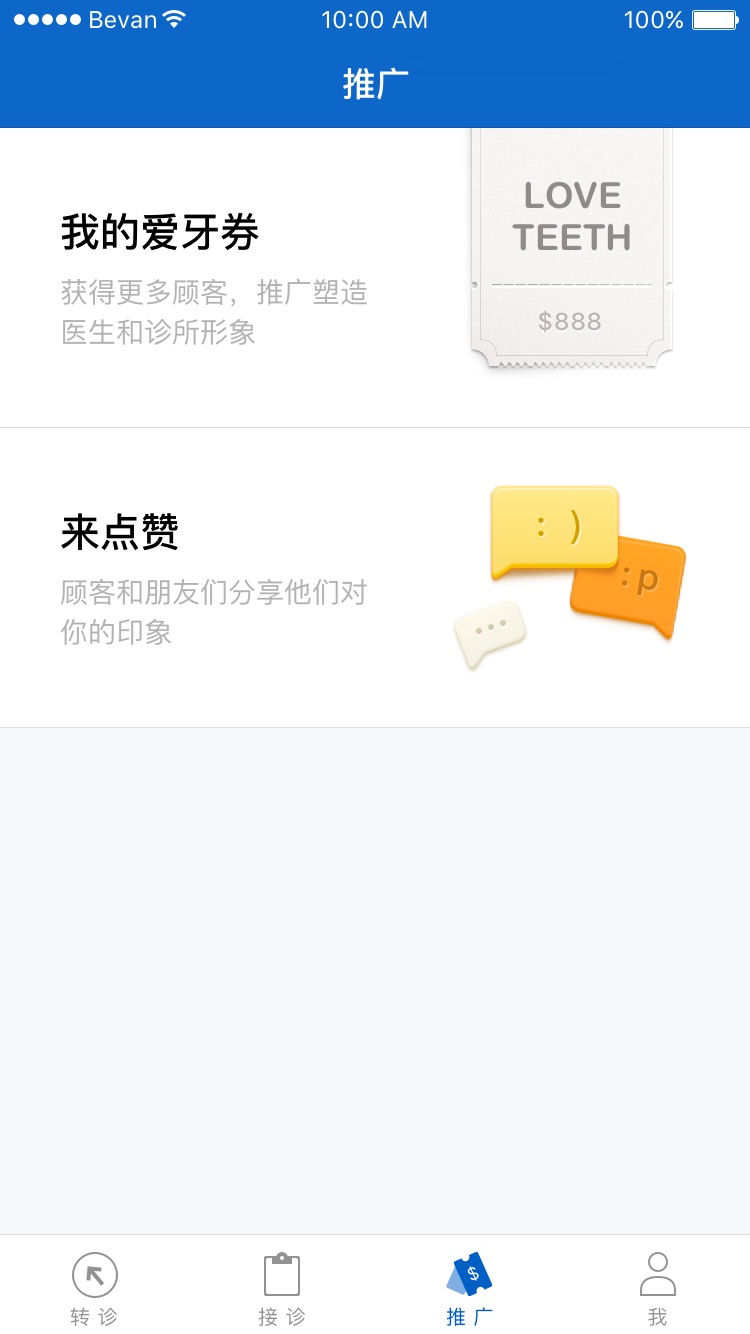 Bevan 10:00 AM 100%
推广
我的爱牙券
获得更多顾客，推广塑造
医生和诊所形象
LOVE
TEETH
$888
来点赞
顾客和朋友们分享他们对
你的印象
: )
:p
转诊 接诊 推广 我